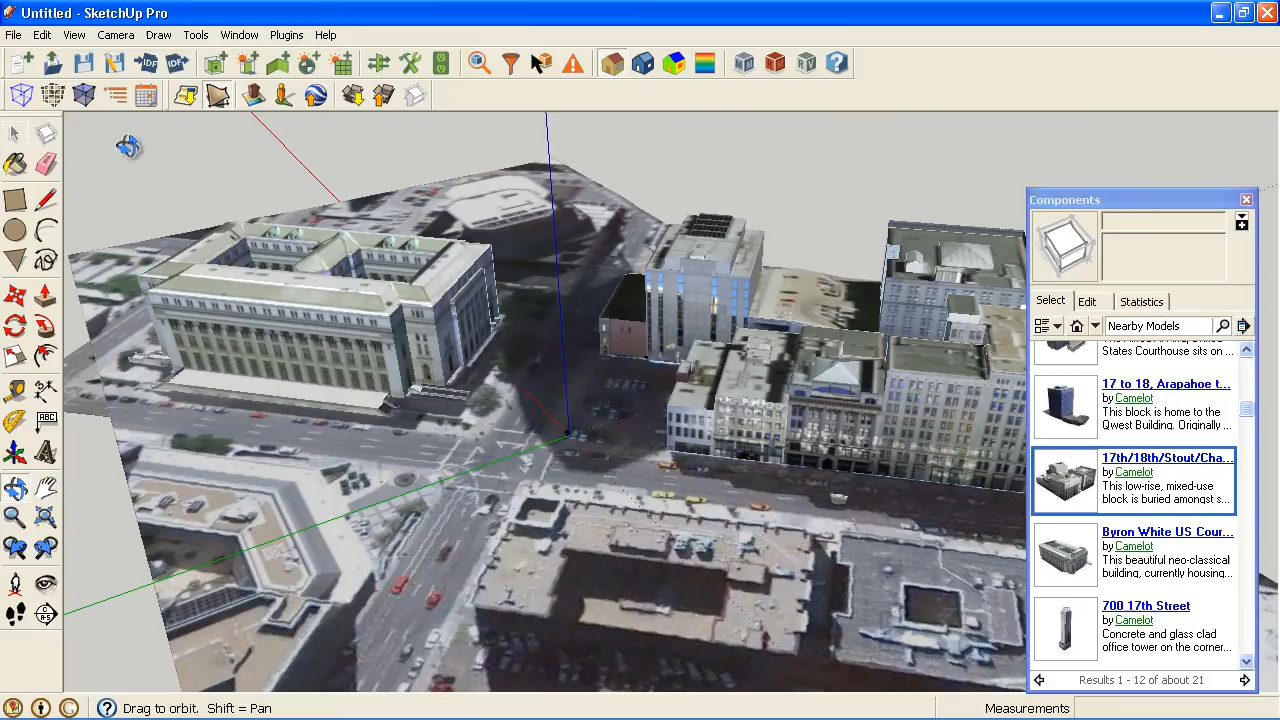 Untitled - SketchUp Pro
File Edit View Camera Draw Tools Window Plugins Help
IDF IDF
Components
Select Edit Statistics
Nearby Models
States Courthouse sits on ...
17 to 18, Arapahoe t...
by Camelot
This block is home to the
Qwest Building. Originally ..
17th/18th/Stout/Cha...
by Camelot
This low-rise, mixed-use
block is buried amongst s...
Byron White US Cour...
by Camelot
This beautiful neo-classical
building, currently housing...
700 17th Street
by Camelot
Concrete and glass clad
office tower on the corner...
Results 1 - 12 of about 21
ABC
Drag to orbit. Shift = Pan
Measurements